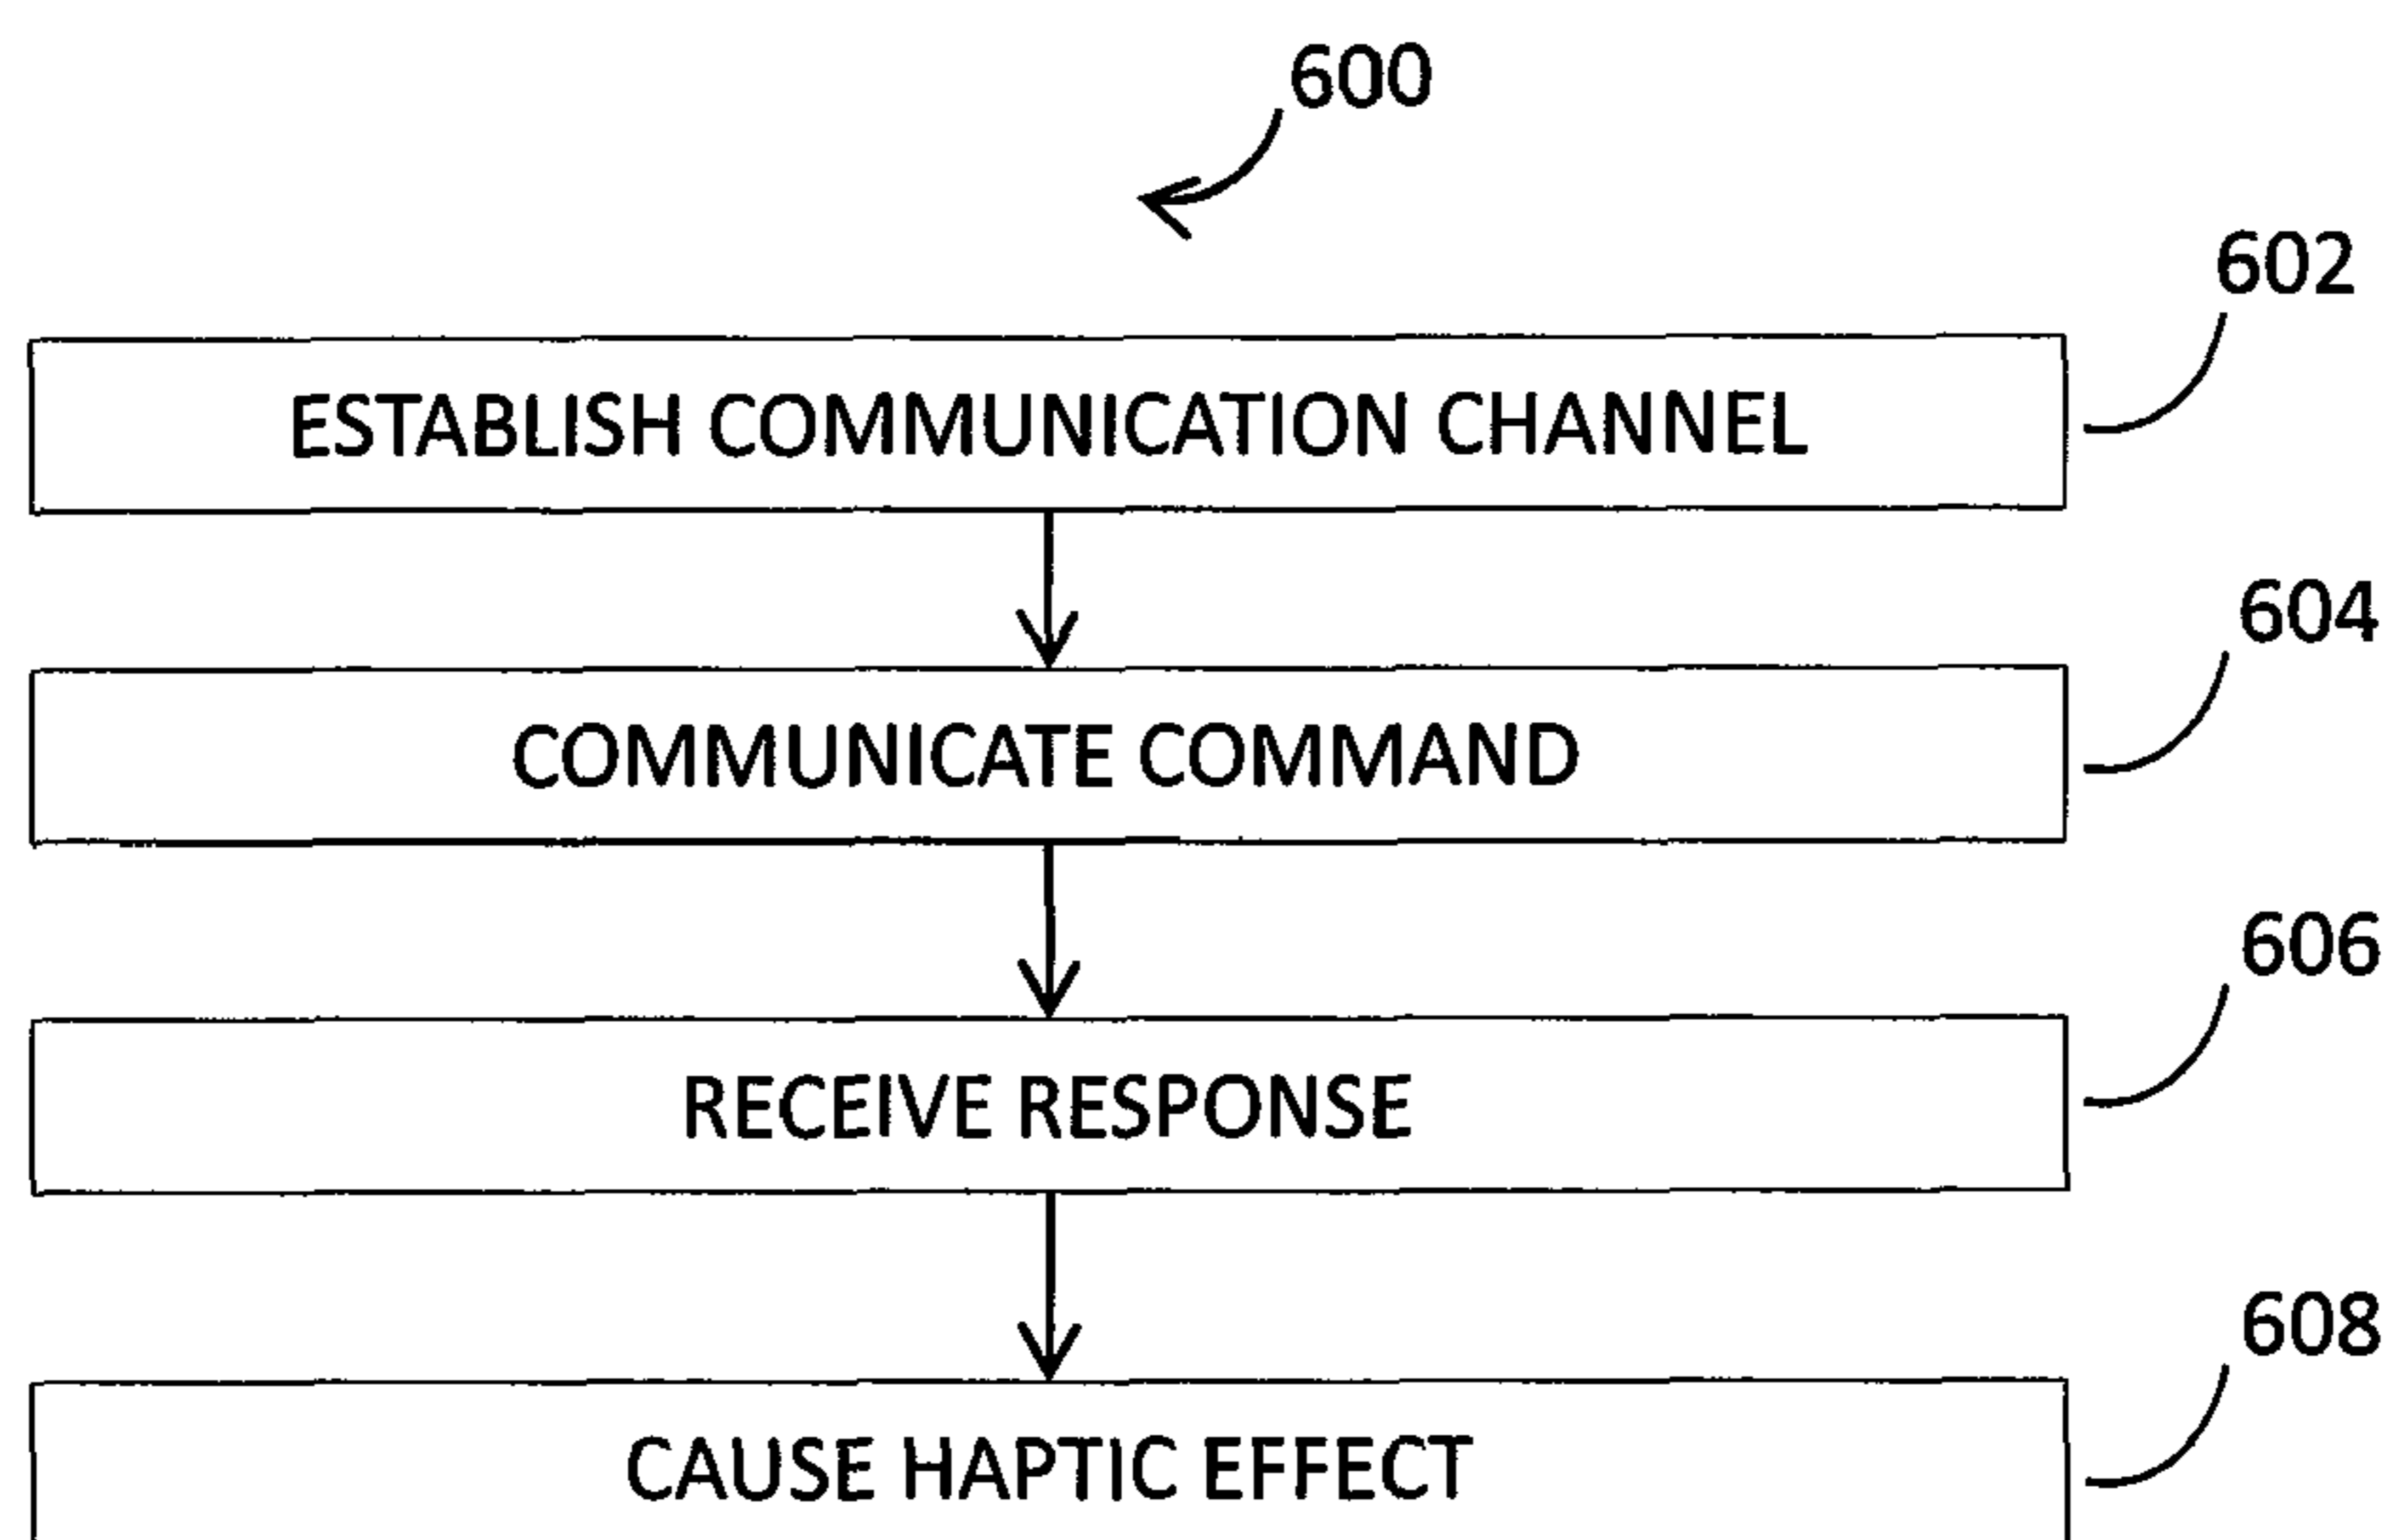 600
602
ESTABLISH COMMUNICATION CHANNEL
604
COMMUNICATE COMMAND
606
RECEIVE RESPONSE
608
CAUSE HAPTIC EFFECT